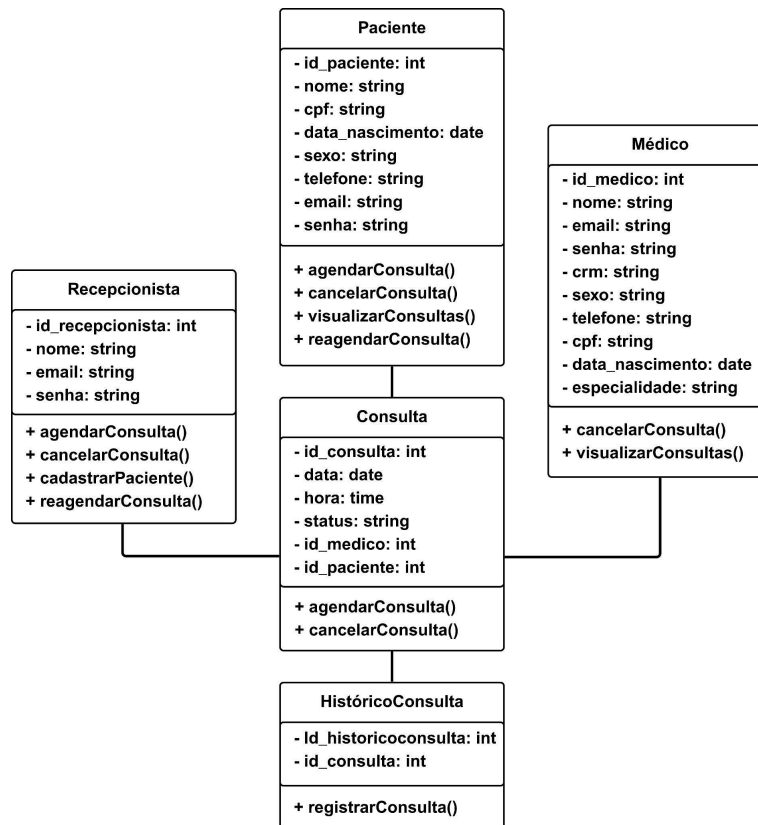 Paciente
- id_paciente: int
- nome: string
- cpf: string
- data_nascimento: date
- sexo: string
- telefone: string
- email: string
- senha: string
+ agendarConsulta()
+ cancelarConsulta()
+ visualizarConsultas()
+ reagendarConsulta()
Médico
- id_medico: int
- nome: string
- email: string
- senha: string
- crm: string
- sexo: string
- telefone: string
- cpf: string
- data_nascimento: date
- especialidade: string
+ cancelarConsulta()
+ visualizarConsultas()
Recepcionista
- id_recepcionista: int
- nome: string
- email: string
- senha: string
+ agendarConsulta()
+ cancelarConsulta()
+ cadastrarPaciente()
+ reagendarConsulta()
Consulta
- id_consulta: int
- data: date
- hora: time
- status: string
- id_medico: int
- id_paciente: int
+ agendarConsulta()
+ cancelarConsulta()
HistóricoConsulta
- Id_historicoconsulta: int
- id_consulta: int
+ registrarConsulta()